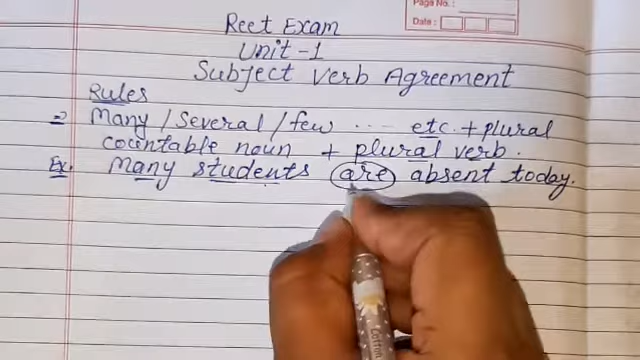 Page No.:
Date:
Reet Exam
Unit-1
Subject Verb Agreement
Rules
⇒ Many / Several / few ... etc. + plural
countable noun + plural verb.
Ex. Many students are absent today.